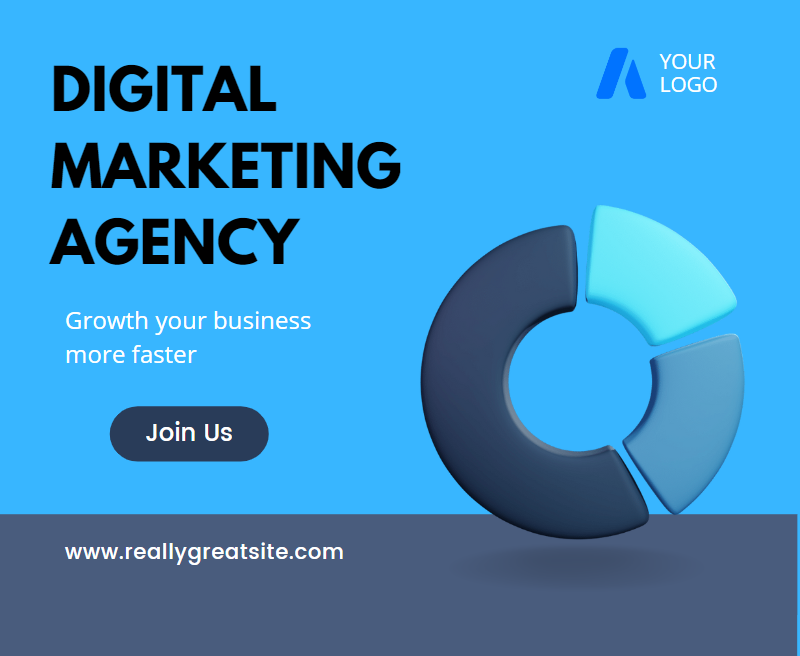 DIGITAL
MARKETING
AGENCY
YOUR
LOGO
Growth your business
more faster
Join Us
www.reallygreatsite.com